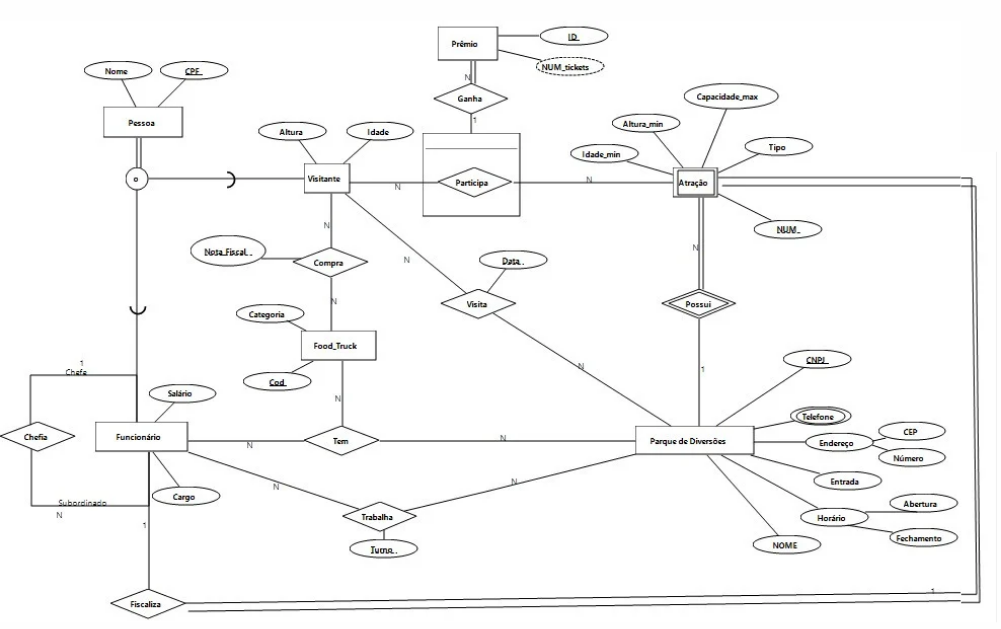 Prêmio
ID
NUM_tickets
N
Ganha
1
Nome
CPF
Pessoa
Capacidade_max
Altura_min
Idade_min
Tipo
Altura
Idade
o
Visitante
N
Participa
N
Atração
NUM
N
Nota_Fiscal
Compra
N
N
Data
Visita
N
Possui
Categoria
Food_Truck
Cod
N
N
1
CNPJ
1
Chefe
Salário
Chefia
Funcionário
N
Tem
N
Parque de Diversões
Telefone
Endereço
CEP
Número
Entrada
Horário
Abertura
Fechamento
NOME
Cargo
Subordinado
N
1
N
N
Trabalha
Turno
Fiscaliza
1